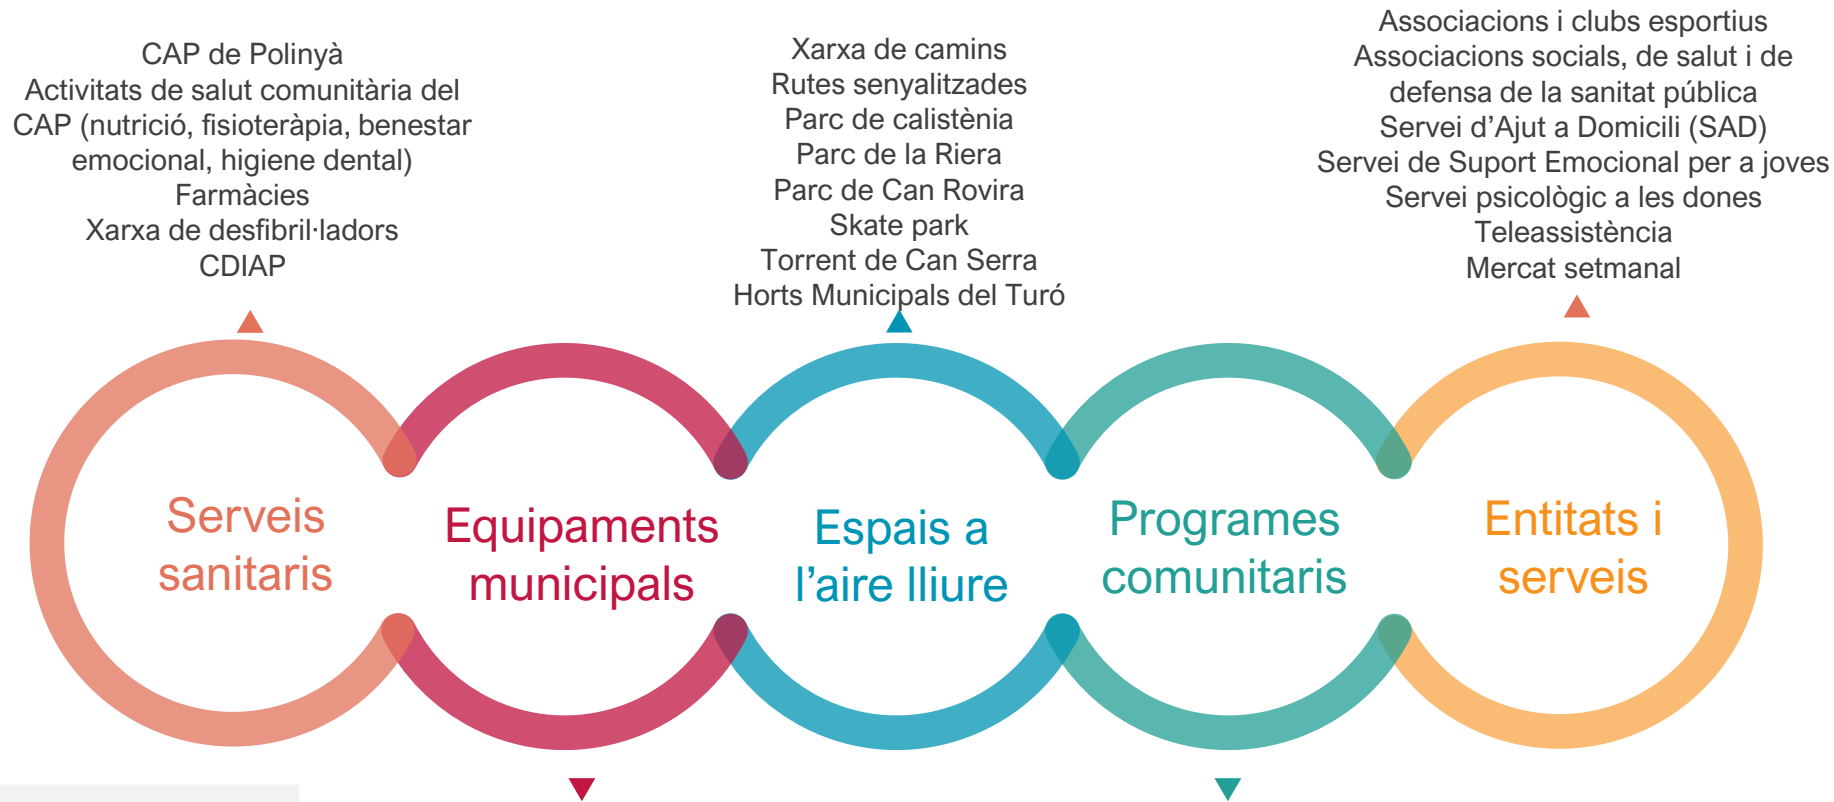 CAP de Polinyà
Activitats de salut comunitària del
CAP (nutrició, fisioteràpia, benestar
emocional, higiene dental)
Farmàcies
Xarxa de desfibril·ladors
CDIAP
Xarxa de camins
Rutes senyalitzades
Parc de calistènia
Parc de la Riera
Parc de Can Rovira
Skate park
Torrent de Can Serra
Horts Municipals del Turó
Associacions i clubs esportius
Associacions socials, de salut i de
defensa de la sanitat pública
Servei d’Ajut a Domicili (SAD)
Servei de Suport Emocional per a joves
Servei psicològic a les dones
Teleassistència
Mercat setmanal
Serveis
sanitaris
Equipaments
municipals
Espais a
l’aire lliure
Programes
comunitaris
Entitats i
serveis